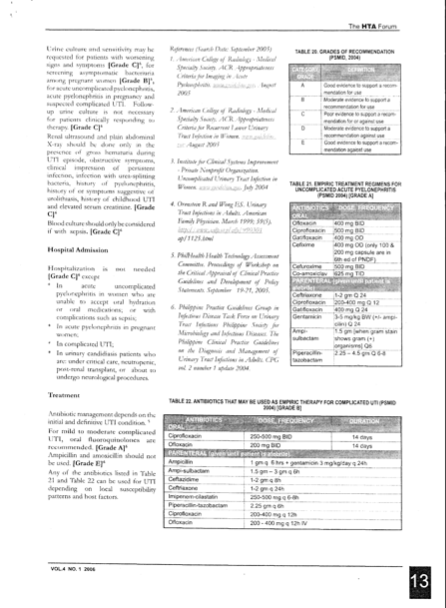 The HTA Forum
Urine culture and sensitivity may be
requested for patients with worsening
signs and symptoms [Grade C]⁶, for
screening asymptomatic bacteriuria
among pregnant women [Grade B]⁶,
for acute uncomplicated pyelonephritis,
acute pyelonephritis in pregnancy and
suspected complicated UTI. Follow-
up urine culture is not necessary
for patients clinically responding to
therapy. [Grade C]⁶
Renal ultrasound and plain abdominal
X-ray should be done only in the
presence of gross hematuria during
UTI episode, obstructive symptoms,
clinical impression of persistent
infection, infection with urea-splitting
bacteria, history of pyelonephritis,
history of or symptoms suggestive of
urolithiasis, history of childhood UTI
and elevated serum creatinine. [Grade
C]⁶
Blood culture should only be considered
if with sepsis. [Grade C]⁶
Hospital Admission
Hospitalization is not needed
[Grade C]⁶ except
• In acute uncomplicated
pyelonephritis in women who are
unable to accept oral hydration
or oral medications; or with
complications such as sepsis;
• In acute pyelonephritis in pregnant
women;
• In complicated UTI;
• In urinary candidiasis patients who
are: under critical care, neutropenic,
post-renal transplant, or about to
undergo neurological procedures.
Treatment
Antibiotic management depends on the
initial and definitive UTI condition.
For mild to moderate complicated
UTI, oral fluoroquinolones are
recommended. [Grade A]⁶
Ampicillin and amoxicillin should not
be used. [Grade E]⁶
Any of the antibiotics listed in Table
21 and Table 22 can be used for UTI
depending on local susceptibility
patterns and host factors.
References (Search Date: September 2005)
1. American College of Radiology - Medical
Specialty Society. ACR Appropriateness
Criteria for Imaging in Acute
Pyelonephritis. August
2005
2. American College of Radiology - Medical
Specialty Society. ACR Appropriateness
Criteria for Recurrent Lower Urinary
Tract Infection in Women
August 2005
3. Institute for Clinical Systems Improvement
- Private Nonprofit Organization
Uncomplicated Urinary Tract Infection in
Women. July 2004
4. Orenstein R. and Wong ES. Urinary
Tract Infections in Adults. American
Family Physician. March 1999; 59(5).
ap/1125.html
5. PhilHealth Health Technology Assessment
Committee. Proceedings of Workshop on
the Critical Appraisal of Clinical Practice
Guidelines and Development of Policy
Statements. September 19-23, 2005.
6. Philippine Practice Guidelines Group in
Infectious Disease Task Force on Urinary
Tract Infections Philippine Society for
Microbiology and Infectious Diseases. The
Philippine Clinical Practice Guidelines
on the Diagnosis and Management of
Urinary Tract Infections in Adults. CPG
vol 2 number 1 update 2004.
TABLE 20. GRADES OF RECOMMENDATION
(PSMID, 2004)
CATEGORY/ DEFINITION
GRADE
A Good evidence to support a recom-
mendation for use
B Moderate evidence to support a
recommendation for use
C Poor evidence to support a recom-
mendation for or against use
D Moderate evidence to support a
recommendation against use
E Good evidence to support a recom-
mendation against use
TABLE 21. EMPIRIC TREATMENT REGIMENS FOR
UNCOMPLICATED ACUTE PYELONEPHRITIS
(PSMID 2004) [GRADE A]
ANTIBIOTICS DOSE, FREQUENCY
ORAL
Ofloxacin 400 mg BID
Ciprofloxacin 500 mg BID
Gatifloxacin 400 mg OD
Cefixime 400 mg OD (only 100 &
200 mg capsule are in
6th ed of PNDF)
Cefuroxime 500 mg BID
Co-amoxiclav 625 mg TID
PARENTERAL (given until patient is
afebrile)
Ceftriaxone 1-2 gm Q 24
Ciprofloxacin 200-400 mg Q 12
Gatifloxacin 400 mg Q 24
Gentamicin 3-5 mg/kg BW (+/- ampi-
cillin) Q 24
Ampi- 1.5 gm (when gram stain
sulbactam shows gram (+)
organisms) Q6
Piperacillin- 2.25 – 4.5 gm Q 6-8
tazobactam
TABLE 22. ANTIBIOTICS THAT MAY BE USED AS EMPIRIC THERAPY FOR COMPLICATED UTI (PSMID
2004) [GRADE B]
ANTIBIOTICS DOSE, FREQUENCY DURATION
ORAL
Ciprofloxacin 250-500 mg BID 14 days
Ofloxacin 200 mg BID 14 days
PARENTERAL (given until patient is afebrile)
Ampicillin 1 gm q 6 hrs + gentamicin 3 mg/kg/day q 24h
Ampi-sulbactam 1.5 gm – 3 gm q 6h
Ceftazidime 1-2 gm q 8h
Ceftriaxone 1-2 gm q 24h
Imipenem-cilastatin 250-500 mg q 6-8h
Piperacillin-tazobactam 2.25 gm q 6h
Ciprofloxacin 200-400 mg q 12h
Ofloxacin 200 - 400 mg q 12h IV
VOL.4 NO. 1 2006
13